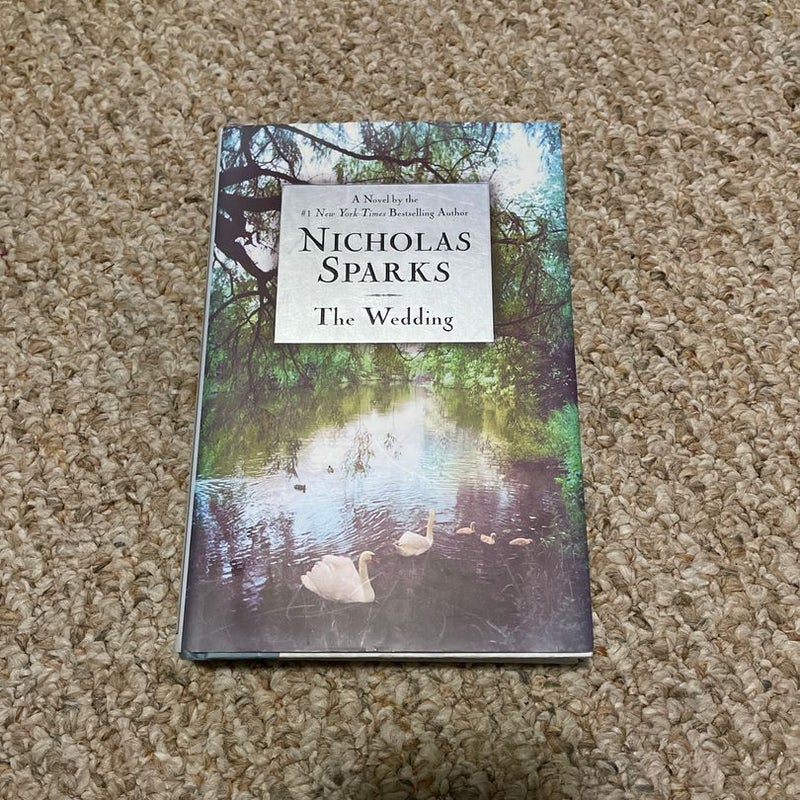 A Novel by the
#1 New York Times Bestselling Author
NICHOLAS
SPARKS
The Wedding